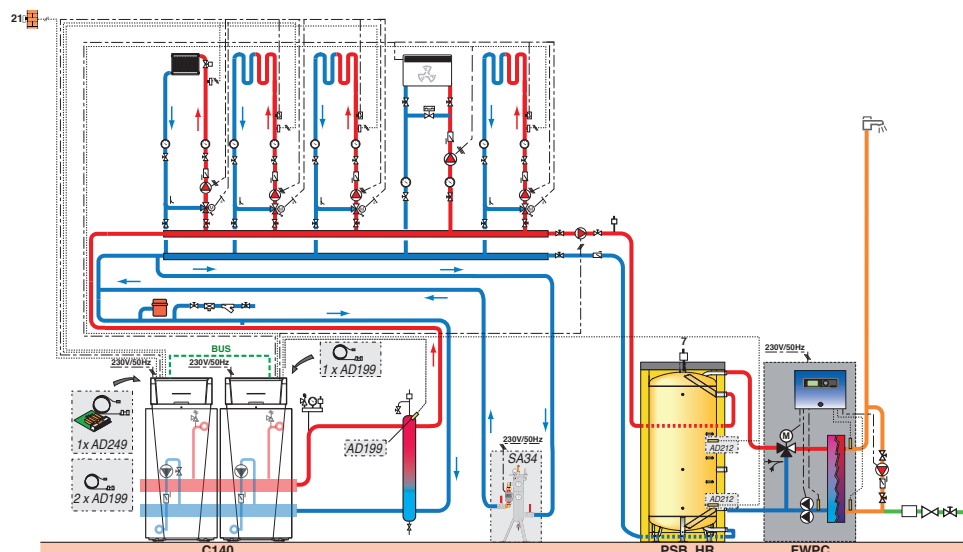 21
BUS
230V/50Hz
230V/50Hz
1 x AD199
1x AD249
2 x AD199
AD199
230V/50Hz
SA34
7
AD212
AD212
230V/50Hz
M
C140
PSB HR
EWPC